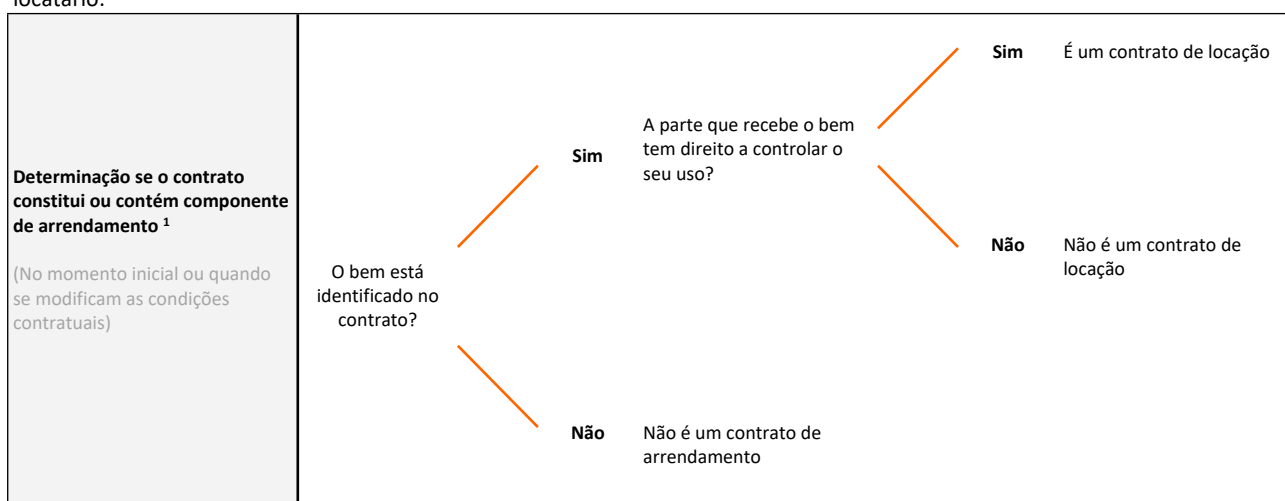 locatário.
Determinação se o contrato
constitui ou contém componente
de arrendamento ¹
(No momento inicial ou quando
se modificam as condições
contratuais)
O bem está
identificado no
contrato?
Sim
A parte que recebe o bem
tem direito a controlar o
seu uso?
Sim
É um contrato de locação
Não
Não é um contrato de
locação
Não
Não é um contrato de
arrendamento